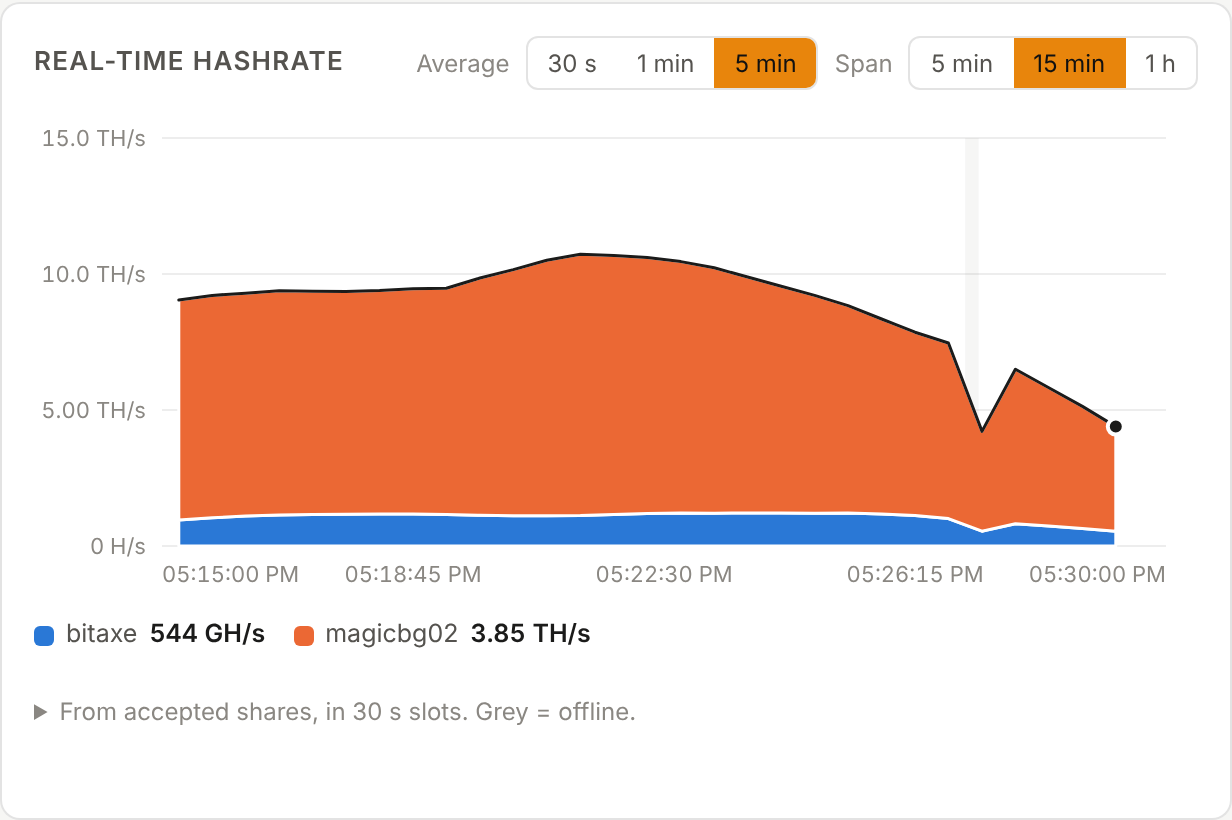 REAL-TIME HASHRATE Average 30 s 1 min 5 min Span 5 min 15 min 1 h
15.0 TH/s
10.0 TH/s
5.00 TH/s
0 H/s
05:15:00 PM 05:18:45 PM 05:22:30 PM 05:26:15 PM 05:30:00 PM
bitaxe 544 GH/s magicbg02 3.85 TH/s
From accepted shares, in 30 s slots. Grey = offline.